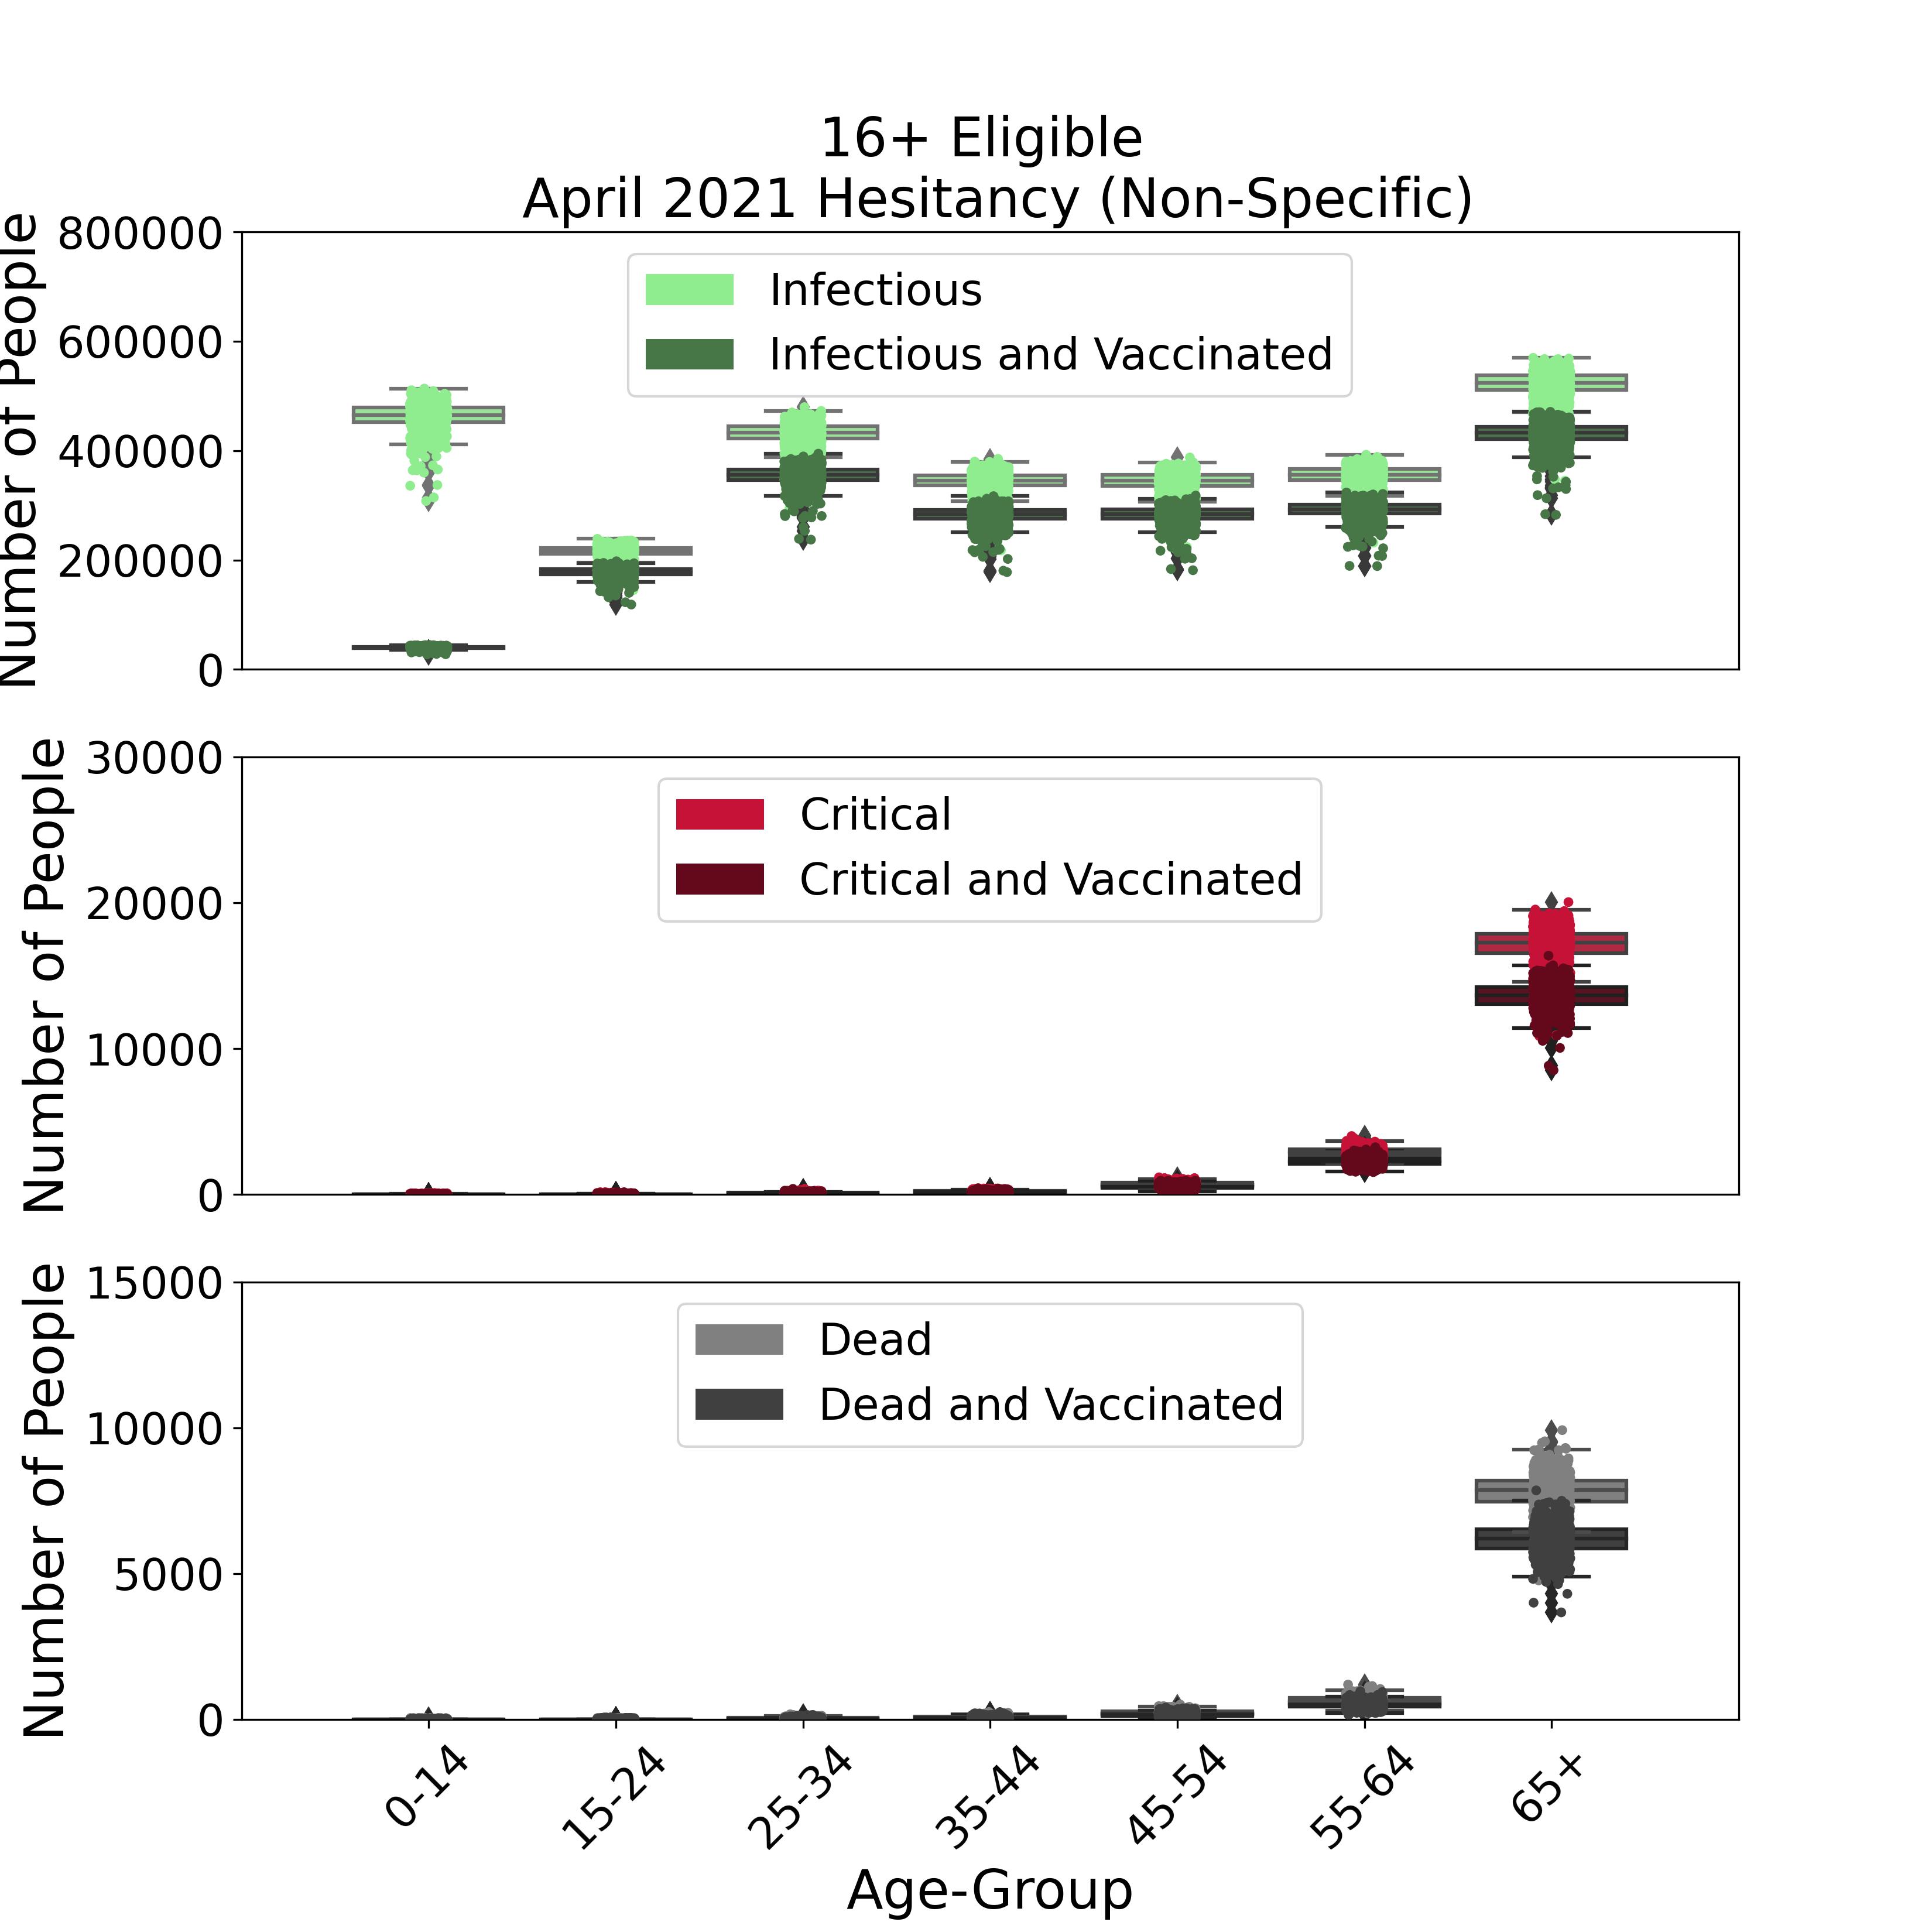 16+ Eligible
April 2021 Hesitancy (Non-Specific)
Number of People
800000
600000
400000
200000
0
Infectious
Infectious and Vaccinated
Number of People
30000
20000
10000
0
Critical
Critical and Vaccinated
Number of People
15000
10000
5000
0
Dead
Dead and Vaccinated
0-14
15-24
25-34
35-44
45-54
55-64
65+
Age-Group